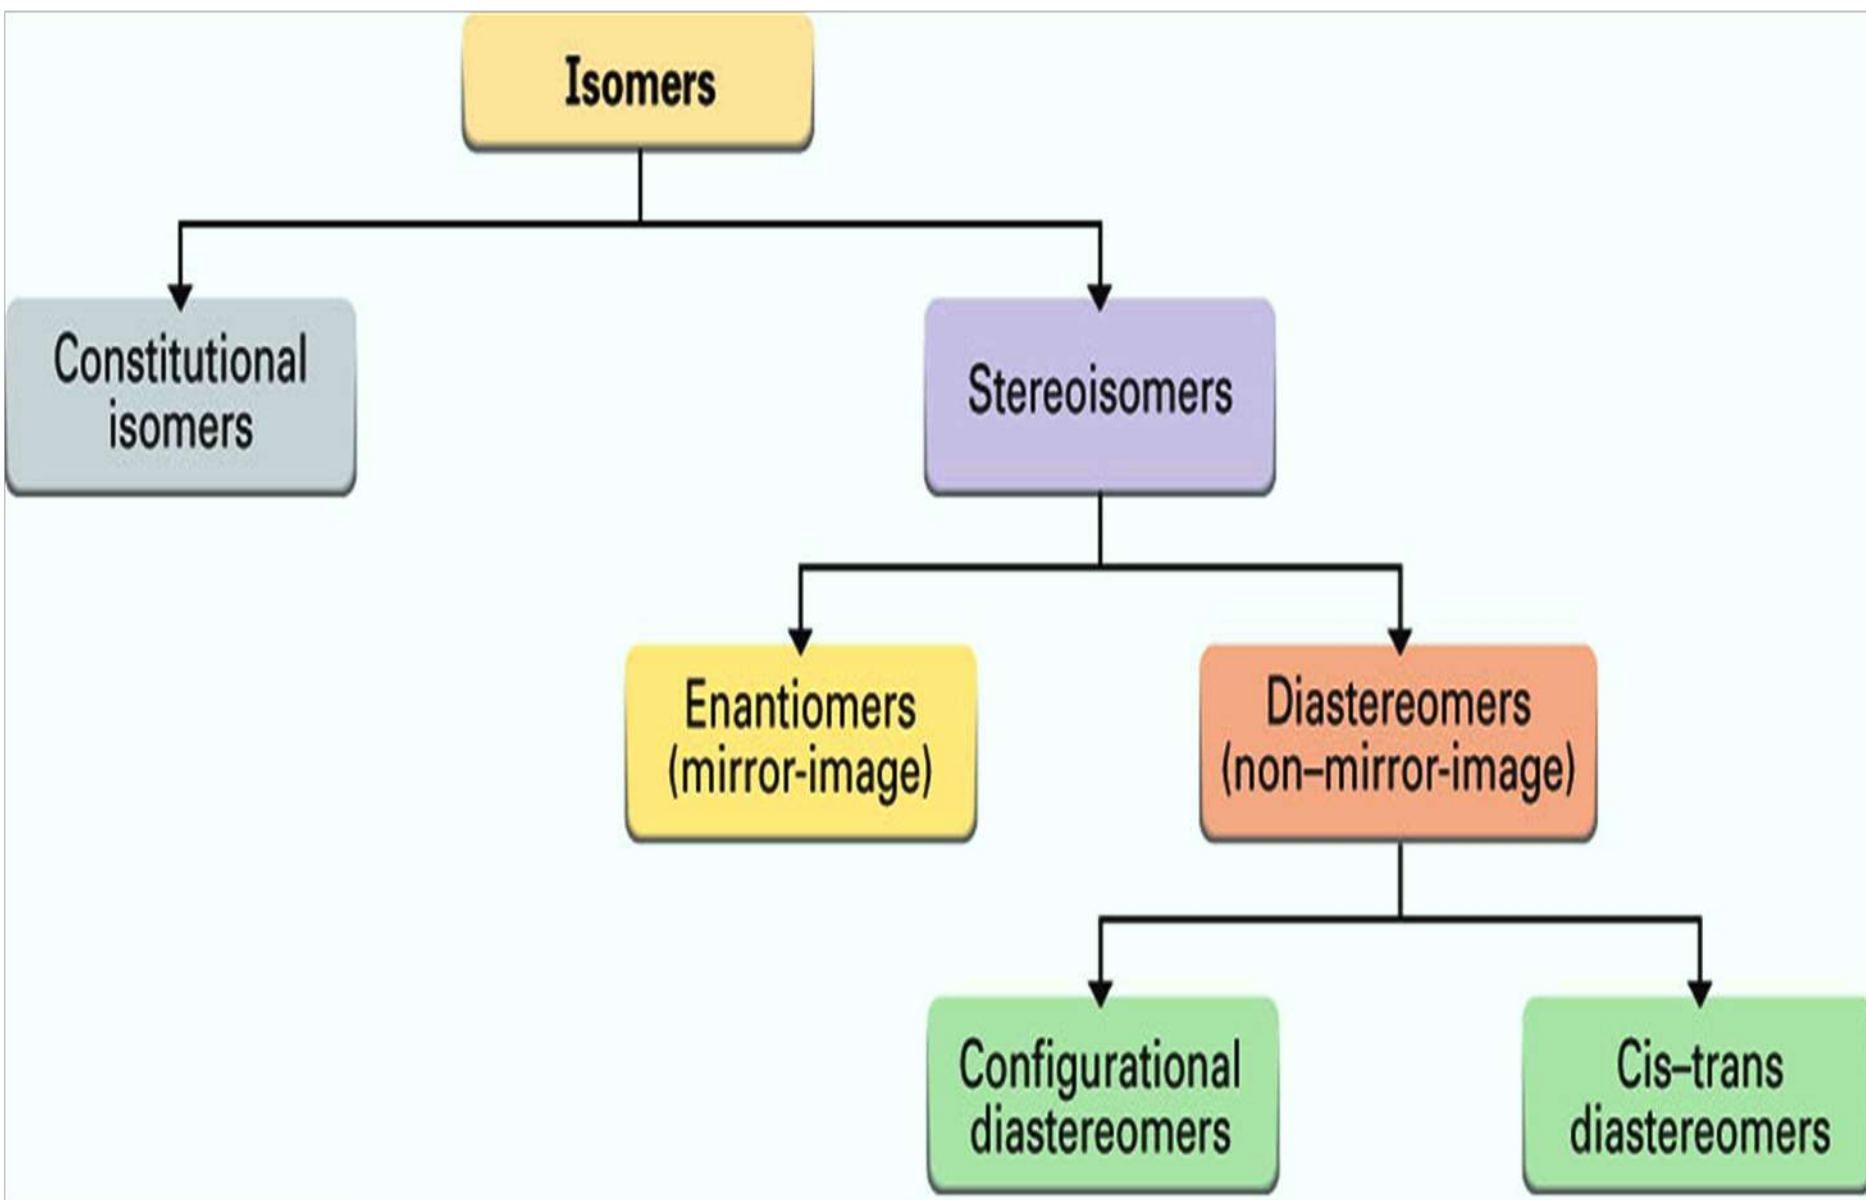 Isomers
Constitutional
isomers
Stereoisomers
Enantiomers
(mirror-image)
Diastereomers
(non–mirror-image)
Configurational
diastereomers
Cis–trans
diastereomers